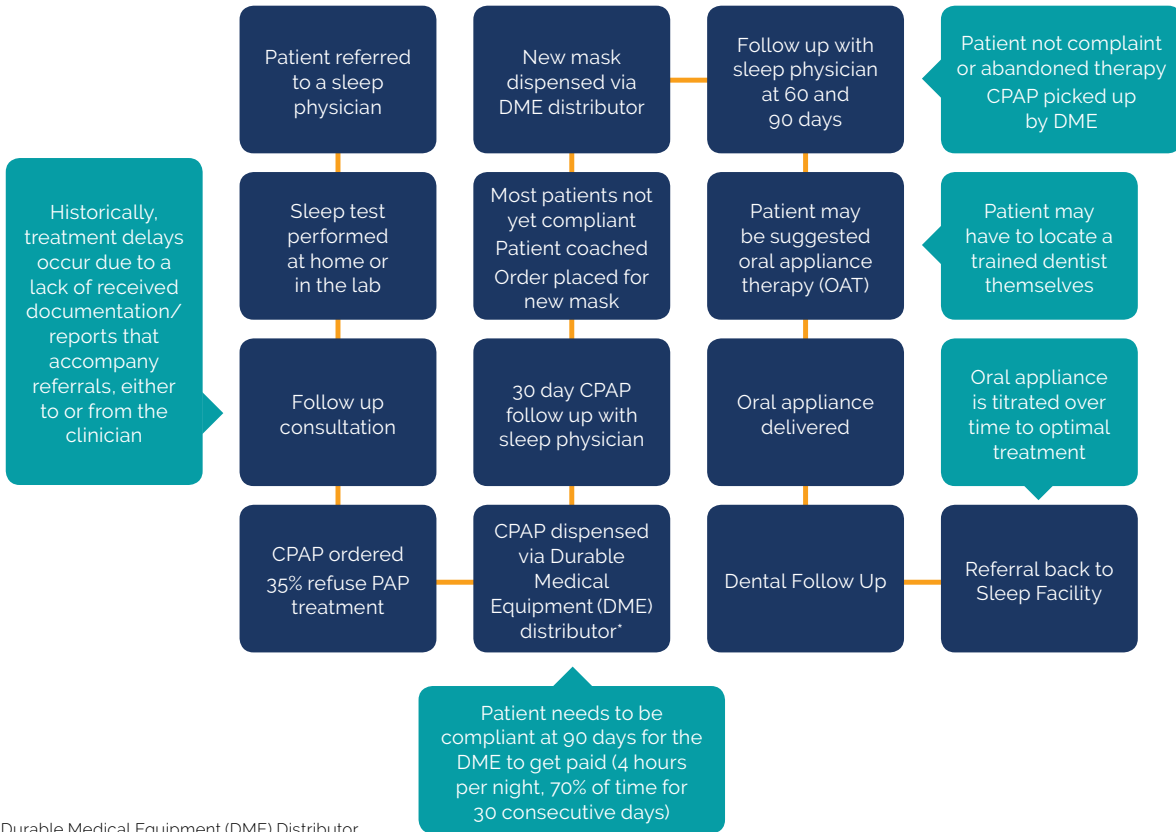 Patient referred
to a sleep
physician
Sleep test
performed
at home or
in the lab
Historically,
treatment delays
occur due to a
lack of received
documentation/
reports that
accompany
referrals, either
to or from the
clinician
Follow up
consultation
CPAP ordered
35% refuse PAP
treatment
CPAP dispensed
via Durable
Medical
Equipment (DME)
distributor*
Patient needs to be
compliant at 90 days for the
DME to get paid (4 hours
per night, 70% of time for
30 consecutive days)
30 day CPAP
follow up with
sleep physician
Most patients not
yet compliant
Patient coached
Order placed for
new mask
New mask
dispensed via
DME distributor
Follow up with
sleep physician
at 60 and
90 days
Patient not complaint
or abandoned therapy
CPAP picked up
by DME
Patient may
be suggested
oral appliance
therapy (OAT)
Patient may
have to locate a
trained dentist
themselves
Oral appliance
delivered
Dental Follow Up
Referral back to
Sleep Facility
Oral appliance
is titrated over
time to optimal
treatment
Durable Medical Equipment (DME) Distributor